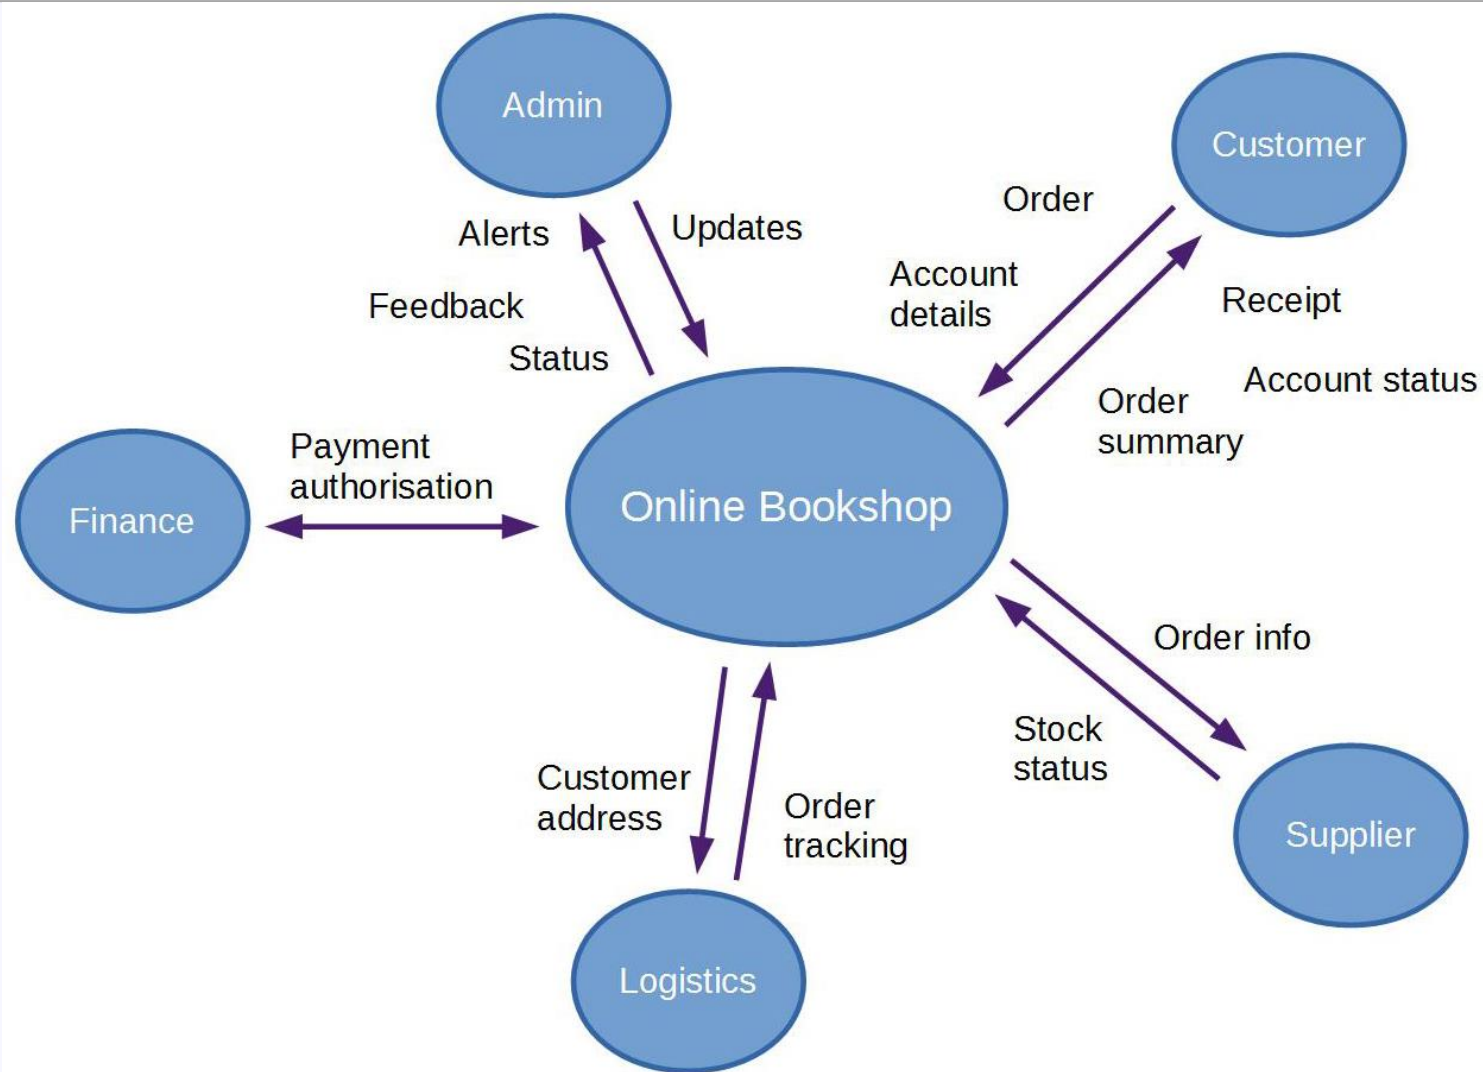 Admin
Customer
Order
Alerts
Updates
Account
details
Receipt
Feedback
Status
Account status
Order
summary
Payment
authorisation
Finance
Online Bookshop
Order info
Stock
status
Customer
address
Order
tracking
Supplier
Logistics